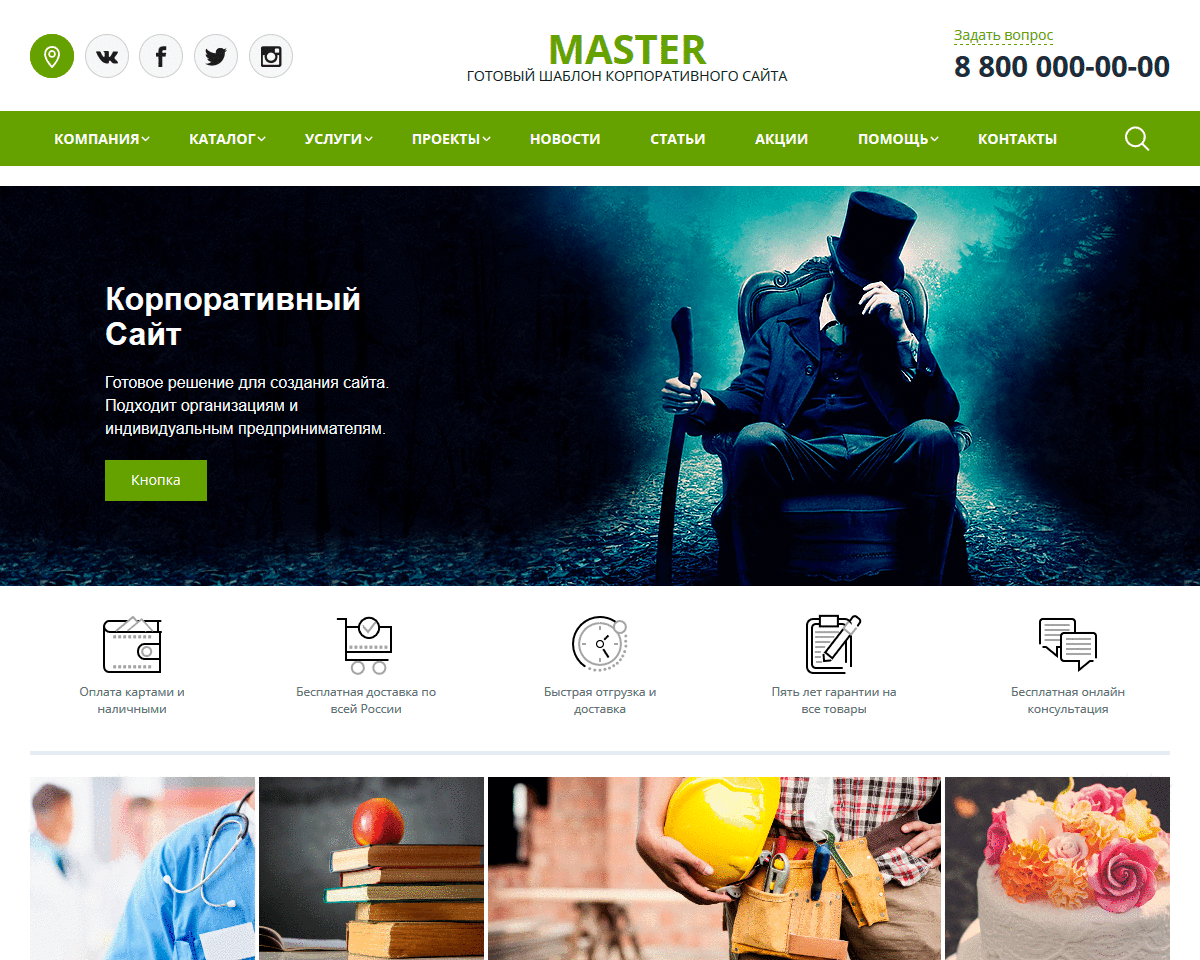 MASTER
ГОТОВЫЙ ШАБЛОН КОРПОРАТИВНОГО САЙТА
Задать вопрос
8 800 000-00-00
КОМПАНИЯ КАТАЛОГ УСЛУГИ ПРОЕКТЫ НОВОСТИ СТАТЬИ АКЦИИ ПОМОЩЬ КОНТАКТЫ
Корпоративный
Сайт
Готовое решение для создания сайта.
Подходит организациям и
индивидуальным предпринимателям.
Кнопка
Оплата картами и
наличными
Бесплатная доставка по
всей России
Быстрая отгрузка и
доставка
Пять лет гарантии на
все товары
Бесплатная онлайн
консультация